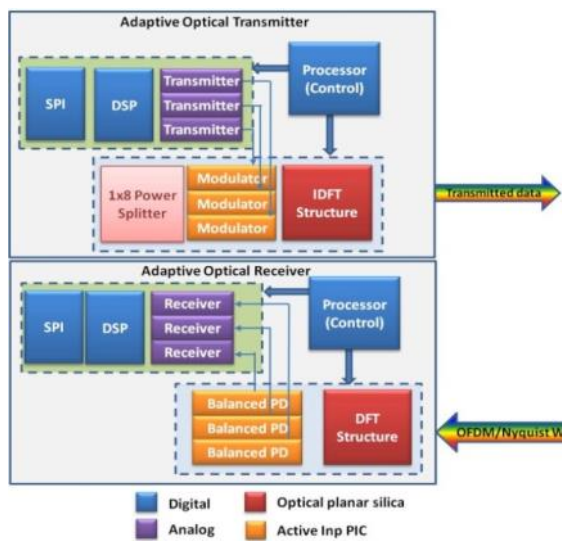 Adaptive Optical Transmitter
SPI
DSP
Transmitter
Transmitter
Transmitter
Processor
(Control)
1x8 Power
Splitter
Modulator
Modulator
Modulator
IDFT
Structure
Transmitted data
Adaptive Optical Receiver
SPI
DSP
Receiver
Receiver
Receiver
Processor
(Control)
Balanced PD
Balanced PD
Balanced PD
DFT
Structure
OFDM/Nyquist W
Digital
Optical planar silica
Analog
Active Inp PIC